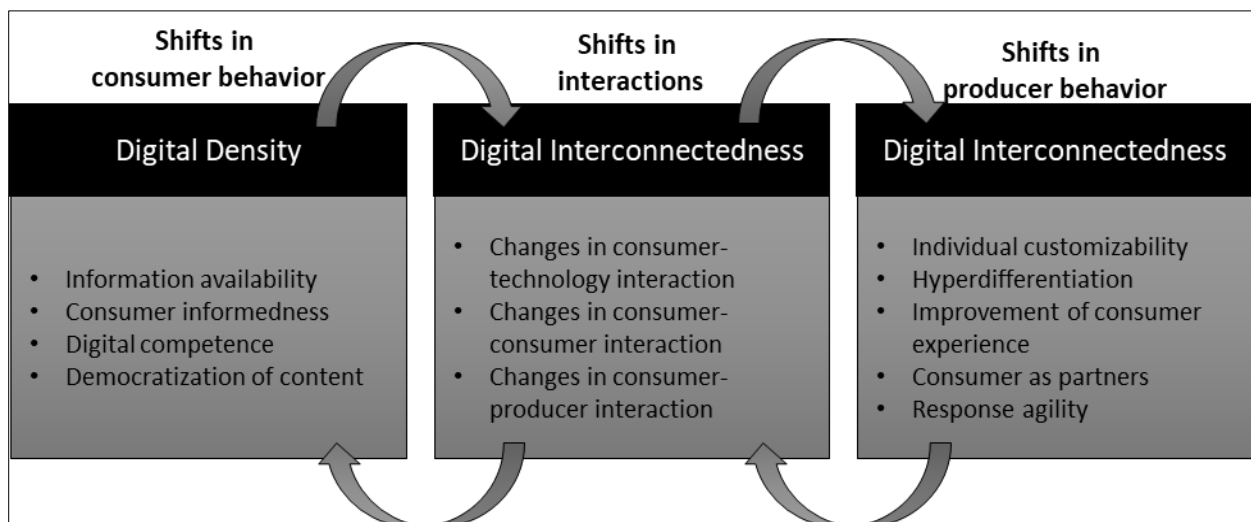 Shifts in
consumer behavior
Digital Density
• Information availability
• Consumer informedness
• Digital competence
• Democratization of content
Shifts in
interactions
Digital Interconnectedness
• Changes in consumer-
technology interaction
• Changes in consumer-
consumer interaction
• Changes in consumer-
producer interaction
Shifts in
producer behavior
Digital Interconnectedness
• Individual customizability
• Hyperdifferentiation
• Improvement of consumer
experience
• Consumer as partners
• Response agility